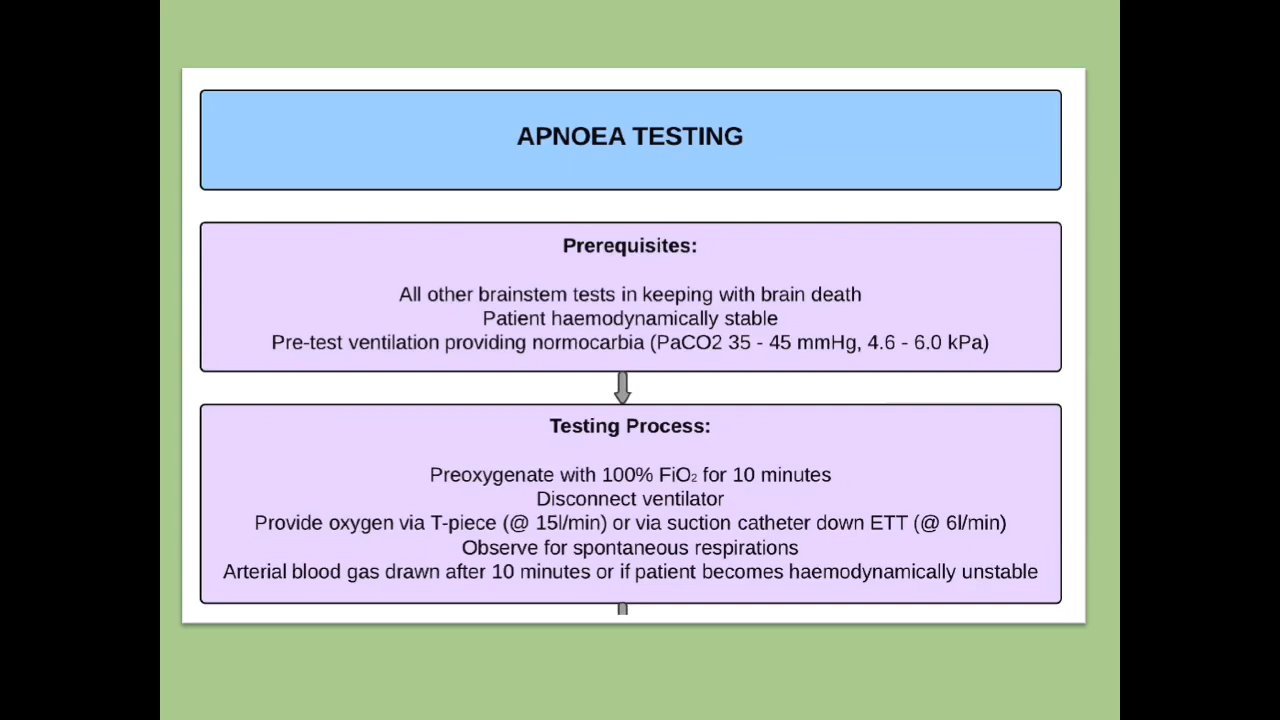 APNOEA TESTING
Prerequisites:
All other brainstem tests in keeping with brain death
Patient haemodynamically stable
Pre-test ventilation providing normocarbia (PaCO2 35 - 45 mmHg, 4.6 - 6.0 kPa)
Testing Process:
Preoxygenate with 100% FiO₂ for 10 minutes
Disconnect ventilator
Provide oxygen via T-piece (@ 15l/min) or via suction catheter down ETT (@ 6l/min)
Observe for spontaneous respirations
Arterial blood gas drawn after 10 minutes or if patient becomes haemodynamically unstable